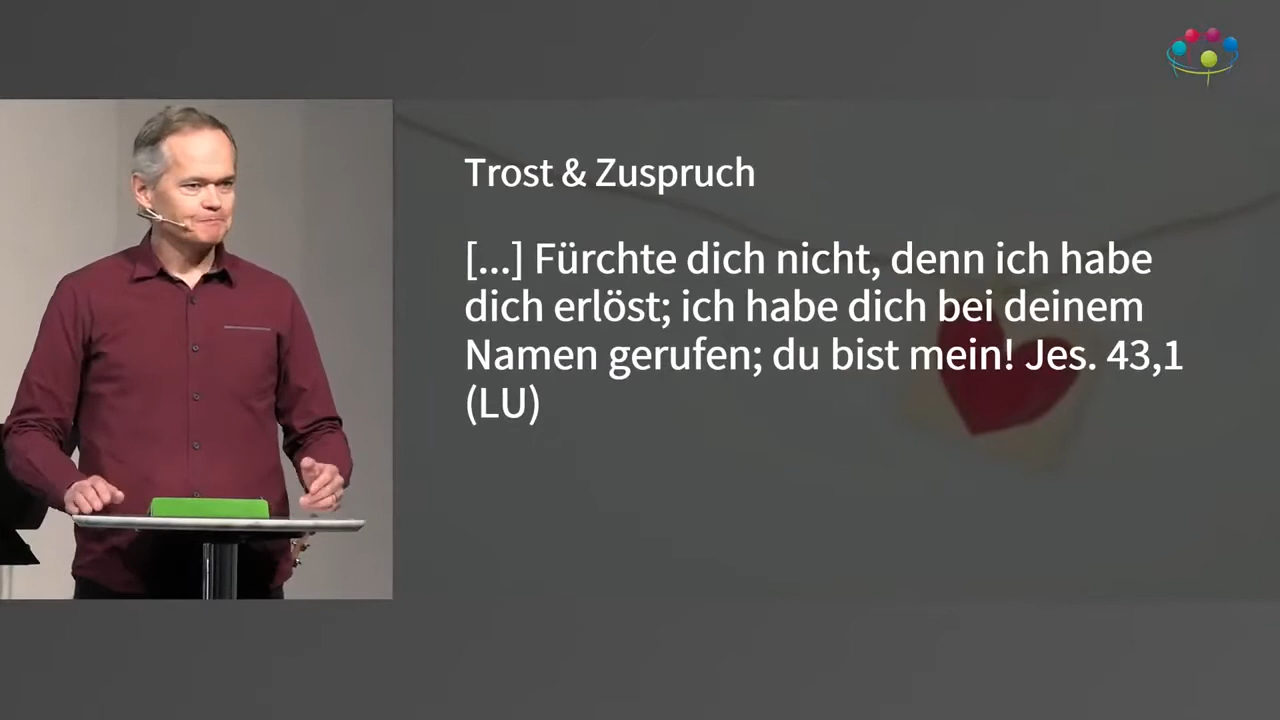 Trost & Zuspruch
[...] Fürchte dich nicht, denn ich habe
dich erlöst; ich habe dich bei deinem
Namen gerufen; du bist mein! Jes. 43,1
(LU)